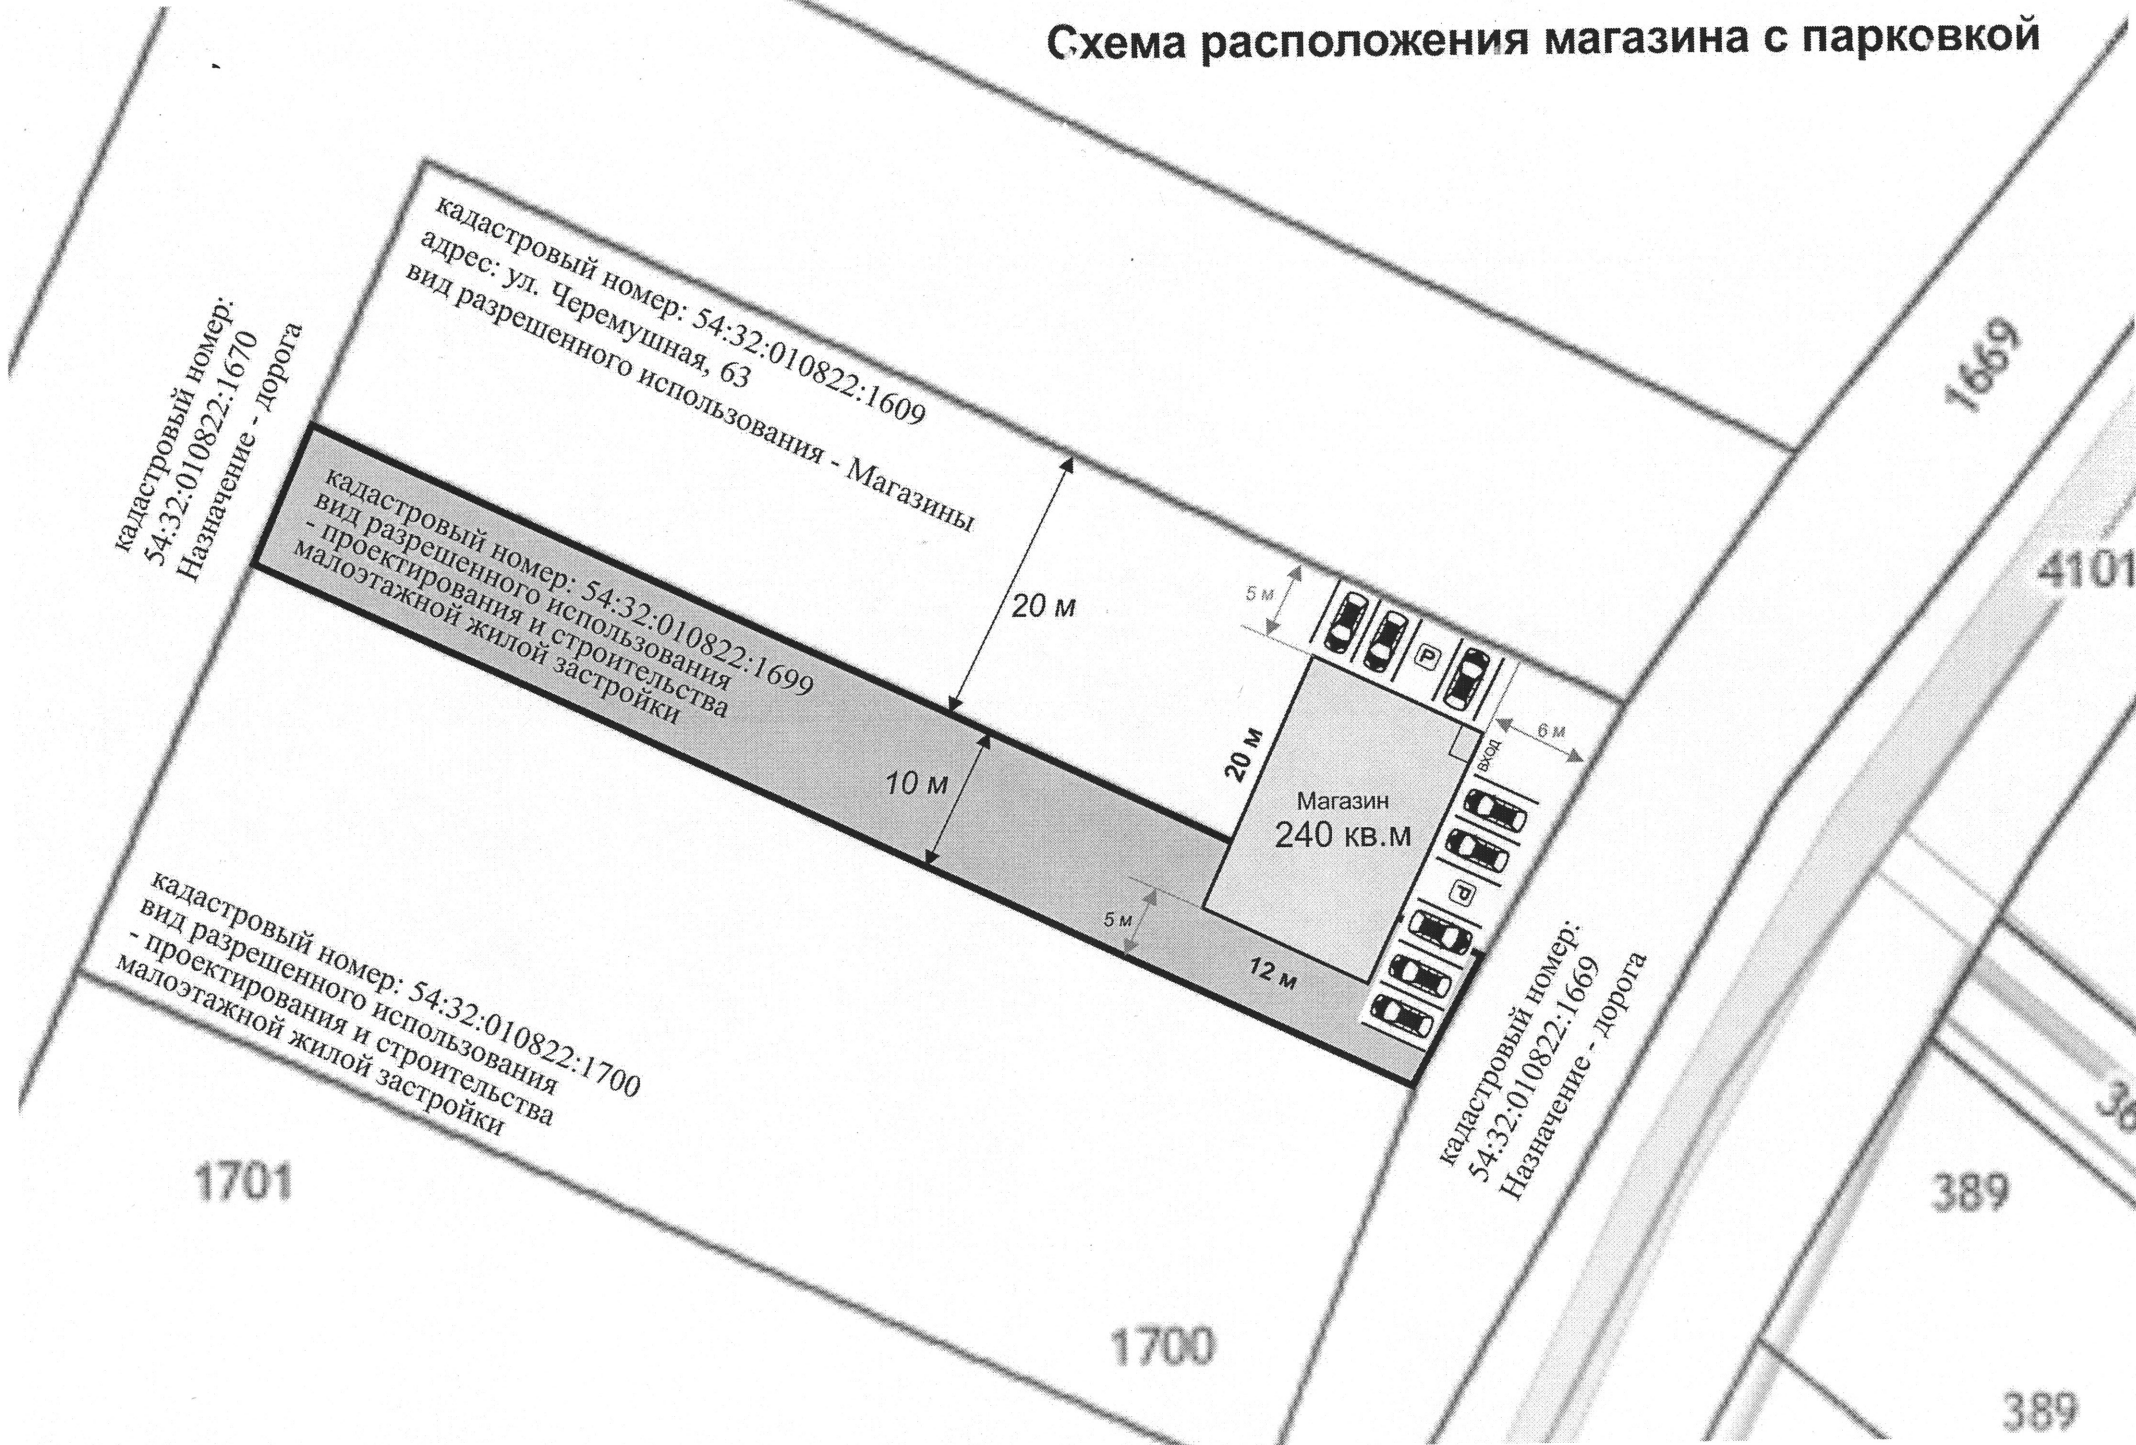 Схема расположения магазина с парковкой
кадастровый номер: 54:32:010822:1609
адрес: ул. Черемушная, 63
вид разрешенного использования - Магазины
кадастровый номер:
54:32:010822:1670
Назначение - дорога
кадастровый номер: 54:32:010822:1699
вид разрешенного использования
- проектирования и строительства
малоэтажной жилой застройки
20 м
10 м
5 м
6 м
вход
20 м
Магазин
240 кв.м
P
P
5 м
12 м
1669
4101
кадастровый номер:
54:32:010822:1669
Назначение - дорога
кадастровый номер: 54:32:010822:1700
вид разрешенного использования
- проектирования и строительства
малоэтажной жилой застройки
1701
1700
36
389
389